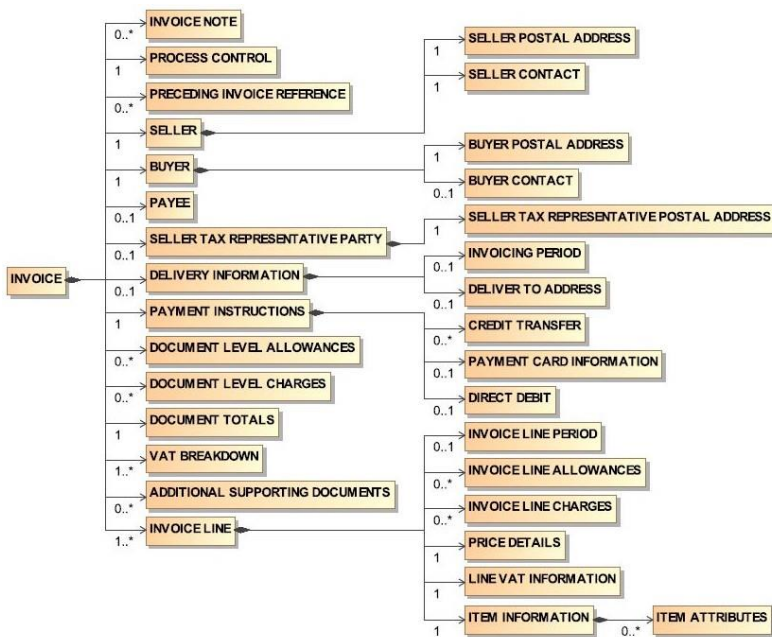 INVOICE
INVOICE NOTE
0..*
PROCESS CONTROL
1
PRECEDING INVOICE REFERENCE
0..*
SELLER
1
BUYER
1
PAYEE
0..1
SELLER TAX REPRESENTATIVE PARTY
0..1
DELIVERY INFORMATION
0..1
PAYMENT INSTRUCTIONS
1
DOCUMENT LEVEL ALLOWANCES
0..*
DOCUMENT LEVEL CHARGES
0..*
DOCUMENT TOTALS
1
VAT BREAKDOWN
1..*
ADDITIONAL SUPPORTING DOCUMENTS
0..*
INVOICE LINE
1..*
SELLER POSTAL ADDRESS
1
SELLER CONTACT
1
BUYER POSTAL ADDRESS
1
BUYER CONTACT
0..1
SELLER TAX REPRESENTATIVE POSTAL ADDRESS
1
INVOICING PERIOD
0..1
DELIVER TO ADDRESS
0..1
CREDIT TRANSFER
0..*
PAYMENT CARD INFORMATION
0..1
DIRECT DEBIT
0..1
INVOICE LINE PERIOD
0..1
INVOICE LINE ALLOWANCES
0..*
INVOICE LINE CHARGES
0..*
PRICE DETAILS
1
LINE VAT INFORMATION
1
ITEM INFORMATION
1
ITEM ATTRIBUTES
0..*